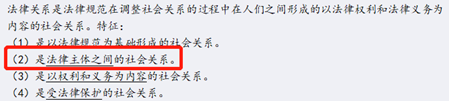 法律关系是法律规范在调整社会关系的过程中在人们之间形成的以法律权利和法律义务为
内容的社会关系。特征：
（1）是以法律规范为基础形成的社会关系。
（2）是法律主体之间的社会关系。
（3）是以权利和义务为内容的社会关系。
（4）是受法律保护的社会关系。